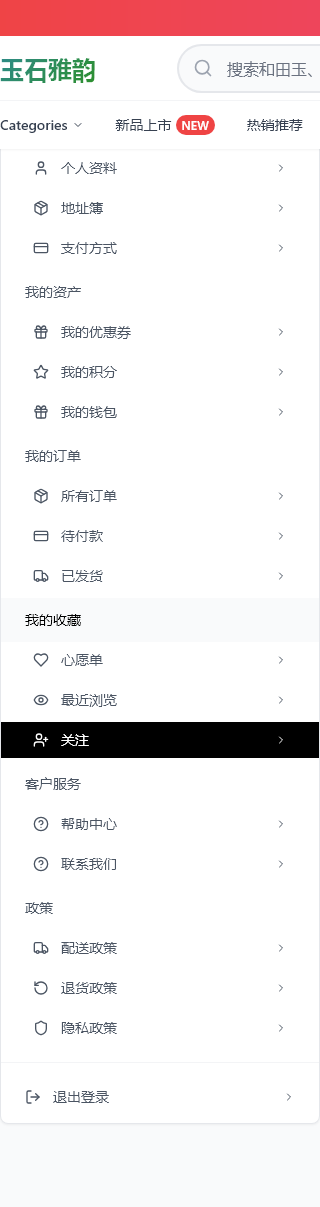 玉石雅韵
搜索和田玉、
Categories 新品上市 NEW 热销推荐
个人资料
地址簿
支付方式
我的资产
我的优惠券
我的积分
我的钱包
我的订单
所有订单
待付款
已发货
我的收藏
心愿单
最近浏览
关注
客户服务
帮助中心
联系我们
政策
配送政策
退货政策
隐私政策
退出登录